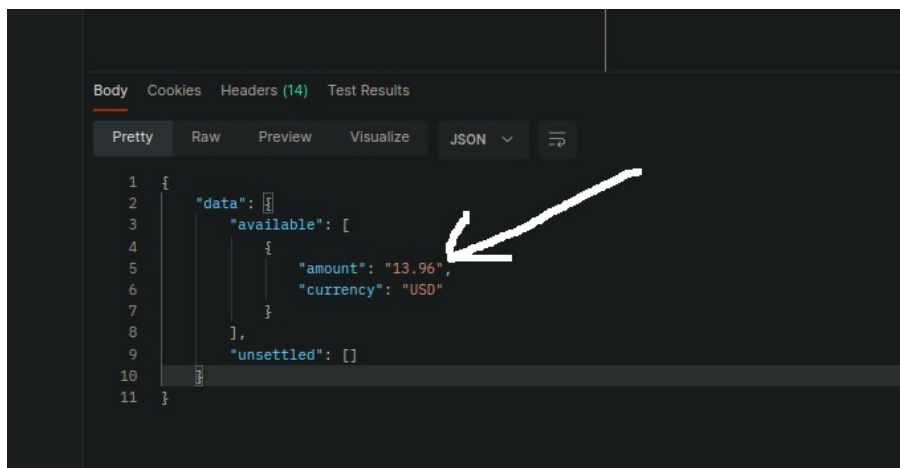 Body Cookies Headers (14) Test Results
Pretty Raw Preview Visualize JSON
1 {
2 "data": {
3 "available": [
4 {
5 "amount": "13.96",
6 "currency": "USD"
7 }
8 ],
9 "unsettled": []
10 }
11 }